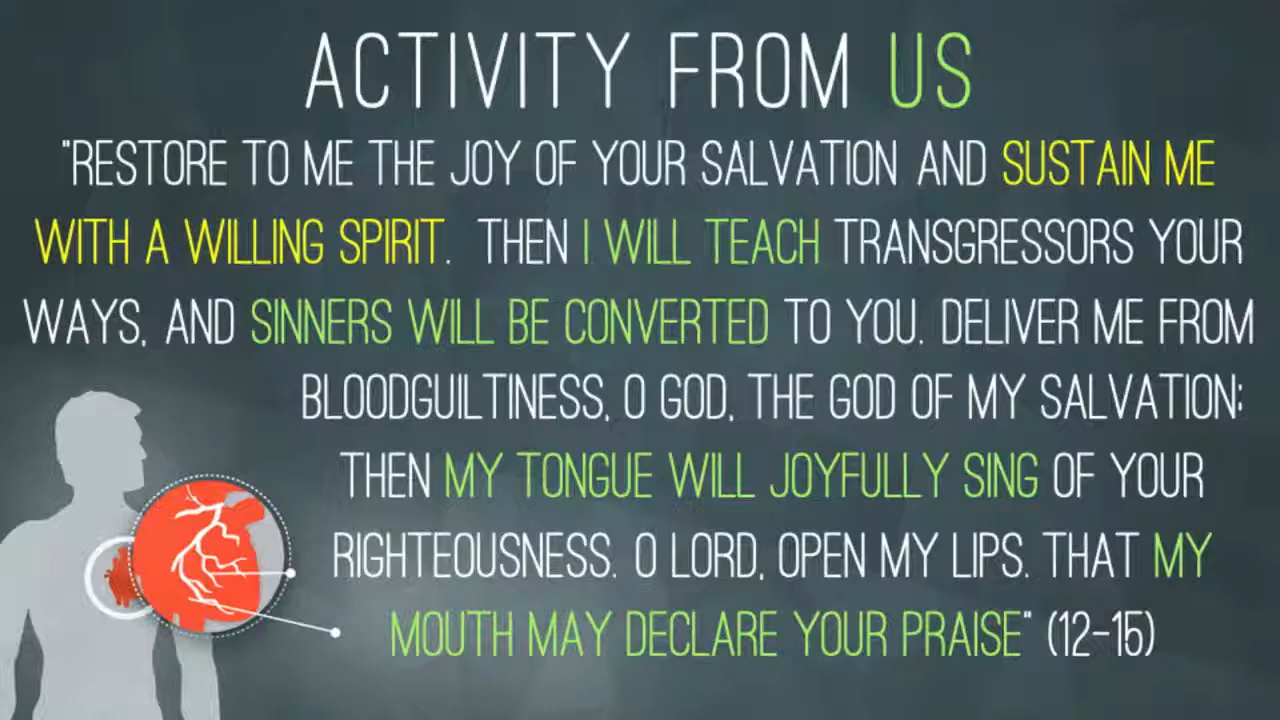 ACTIVITY FROM US
"RESTORE TO ME THE JOY OF YOUR SALVATION AND SUSTAIN ME
WITH A WILLING SPIRIT. THEN I WILL TEACH TRANSGRESSORS YOUR
WAYS, AND SINNERS WILL BE CONVERTED TO YOU. DELIVER ME FROM
BLOODGUILTINESS, O GOD, THE GOD OF MY SALVATION;
THEN MY TONGUE WILL JOYFULLY SING OF YOUR
RIGHTEOUSNESS. O LORD, OPEN MY LIPS. THAT MY
MOUTH MAY DECLARE YOUR PRAISE" (12-15)